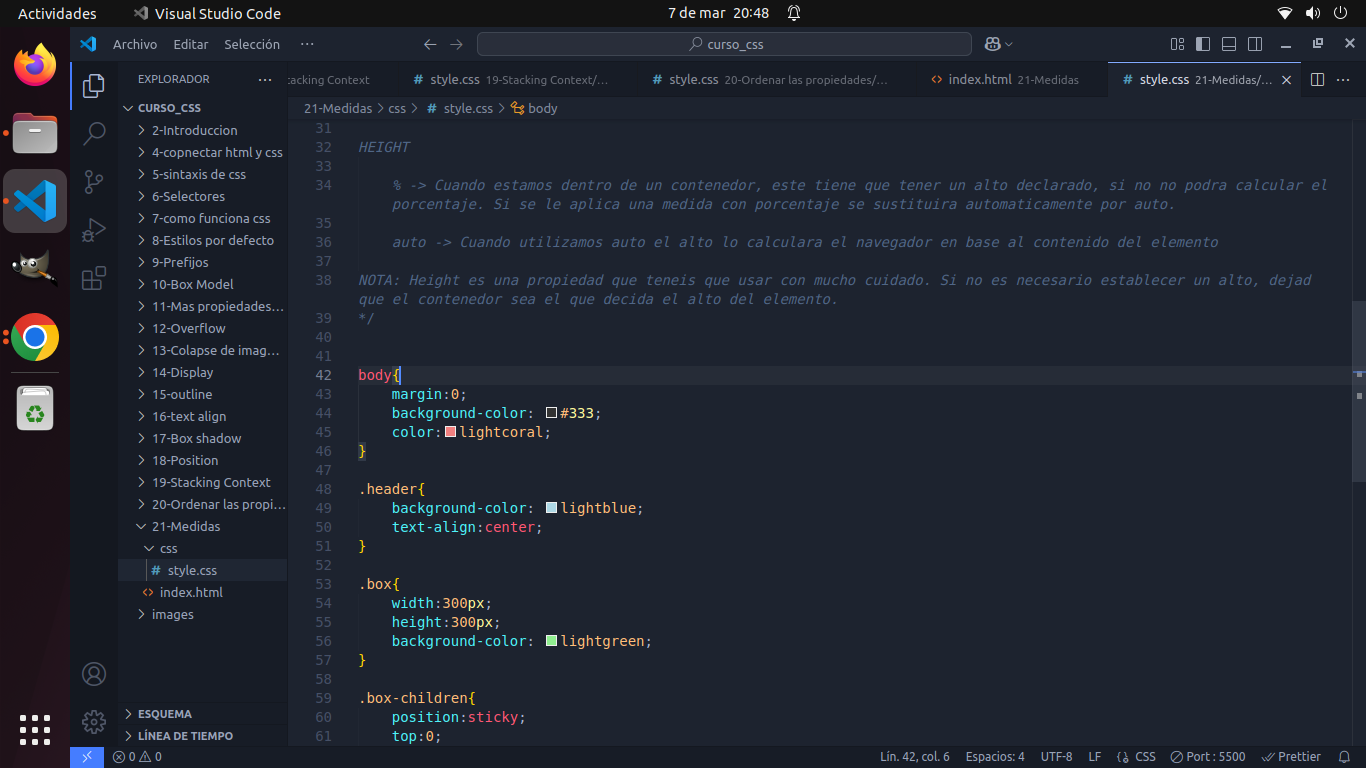 Actividades
Visual Studio Code
7 de mar 20:48
Archivo Editar Selección ···
curso_css
EXPLORADOR ···
tacking Context
# style.css 19-Stacking Context/...
# style.css 20-Ordenar las propiedades/...
<> index.html 21-Medidas
# style.css 21-Medidas/...
21-Medidas > css > # style.css > body
CURSO_CSS
2-Introduccion
4-copnectar html y css
5-sintaxis de css
6-Selectores
7-como funciona css
8-Estilos por defecto
9-Prefijos
10-Box Model
11-Mas propiedades...
12-Overflow
13-Colapse de imag...
14-Display
15-outline
16-text align
17-Box shadow
18-Position
19-Stacking Context
20-Ordenar las propi...
21-Medidas
css
# style.css
<> index.html
images
ESQUEMA
LÍNEA DE TIEMPO
31
32 HEIGHT
33
34 % -> Cuando estamos dentro de un contenedor, este tiene que tener un alto declarado, si no no podra calcular el
porcentaje. Si se le aplica una medida con porcentaje se sustituira automaticamente por auto.
35
36 auto -> Cuando utilizamos auto el alto lo calculara el navegador en base al contenido del elemento
37
38 NOTA: Height es una propiedad que teneis que usar con mucho cuidado. Si no es necesario establecer un alto, dejad
que el contenedor sea el que decida el alto del elemento.
39 */
40
41
42 body{
43 margin:0;
44 background-color: #333;
45 color:lightcoral;
46 }
47
48 .header{
49 background-color: lightblue;
50 text-align:center;
51 }
52
53 .box{
54 width:300px;
55 height:300px;
56 background-color: lightgreen;
57 }
58
59 .box-children{
60 position:sticky;
61 top:0;
0 0
Lín. 42, col. 6
Espacios: 4
UTF-8
LF
CSS
Port : 5500
Prettier